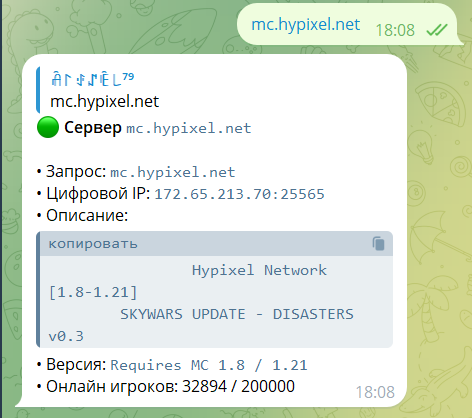 mc.hypixel.net 18:08
79
mc.hypixel.net
Сервер mc.hypixel.net
• Запрос: mc.hypixel.net
• Цифровой IP: 172.65.213.70:25565
• Описание:
копировать
Hypixel Network
[1.8-1.21]
SKYWARS UPDATE - DISASTERS
v0.3
• Версия: Requires MC 1.8 / 1.21
• Онлайн игроков: 32894 / 200000
18:08